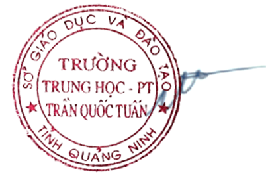 SỞ GIÁO DỤC VÀ ĐÀO TẠO
TRƯỜNG
TRUNG HỌC - PT
TRẦN QUỐC TUẤN
TỈNH QUẢNG NINH